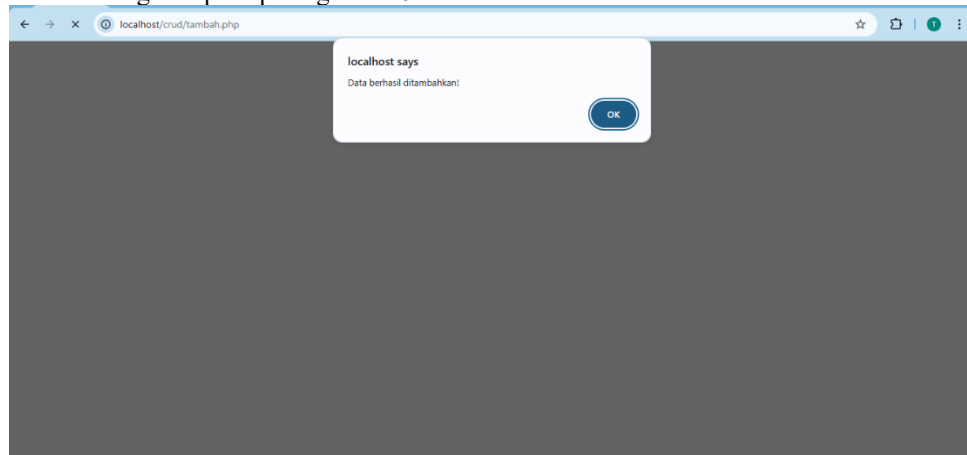 localhost/crud/tambah.php
T
localhost says
Data berhasil ditambahkan!
OK